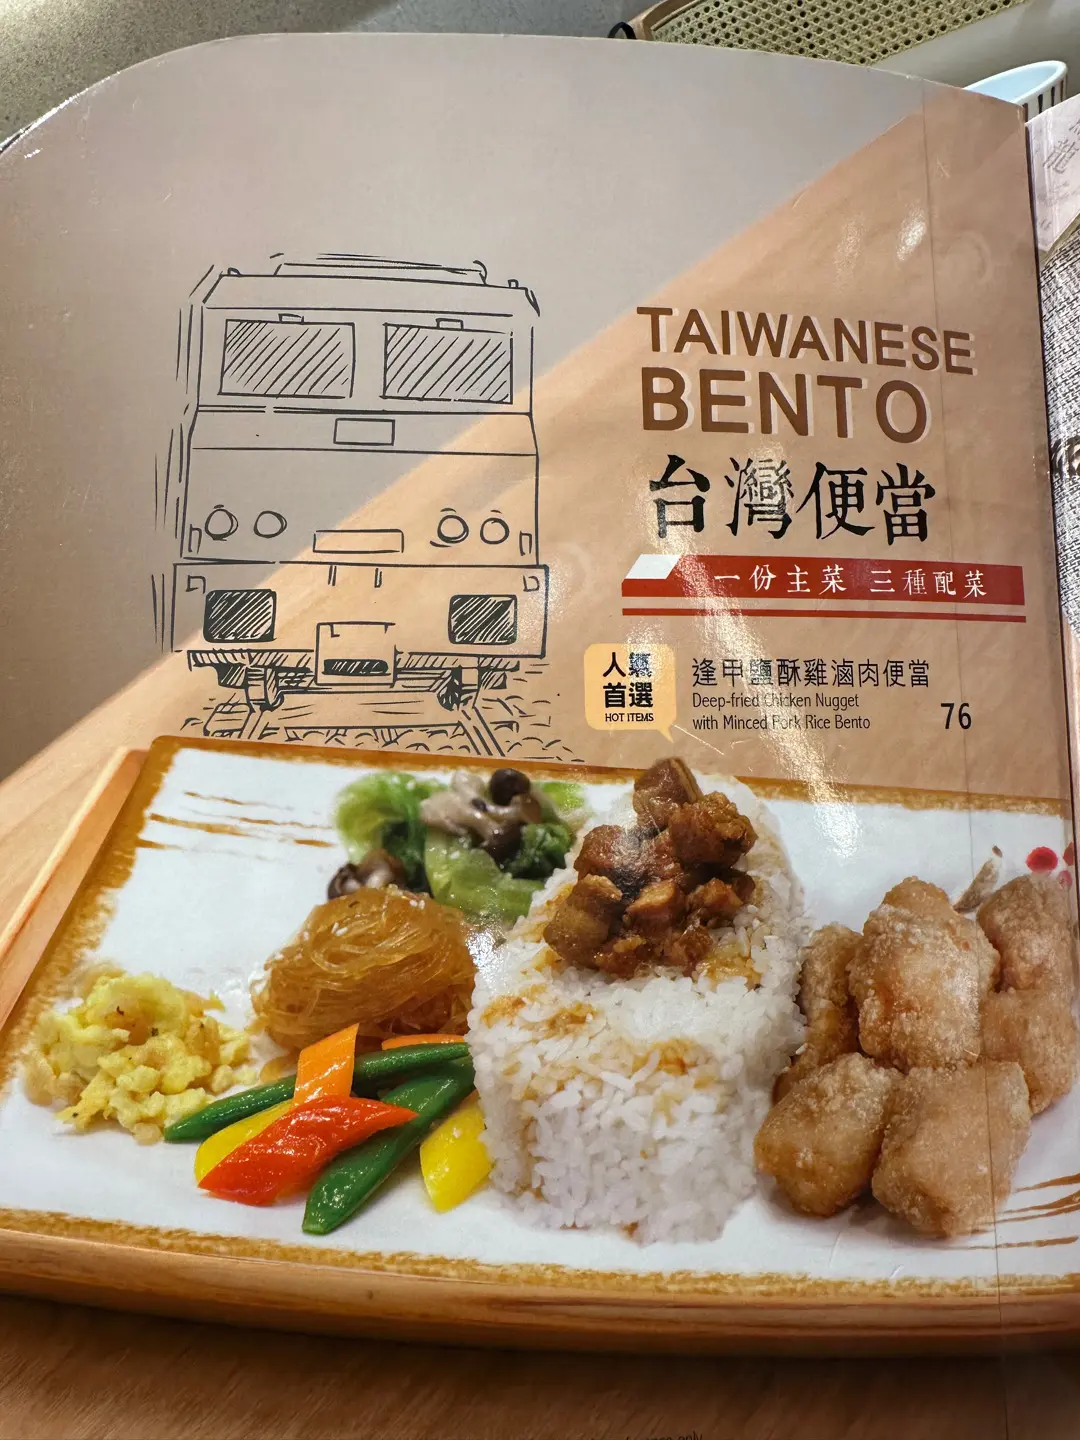 TAIWANESE
BENTO
台灣便當
一份主菜 三種配菜
人氣
首選
HOT ITEMS
逢甲鹽酥雞滷肉便當
Deep-fried Chicken Nugget
with Minced Pork Rice Bento
76
only